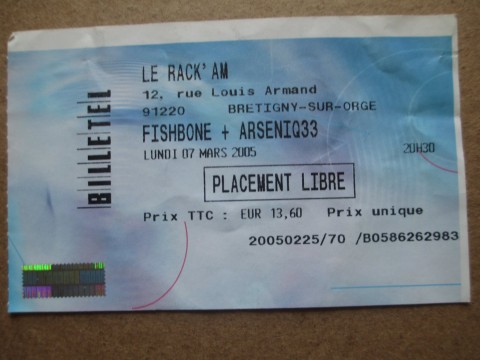 BILLETEL
LE RACK'AM
12, rue Louis Armand
91220 BRETIGNY-SUR-ORGE
FISHBONE + ARSENIQ33
LUNDI 07 MARS 2005 20H30
PLACEMENT LIBRE
Prix TTC : EUR 13,60 Prix unique
20050225/70 /B0586262983